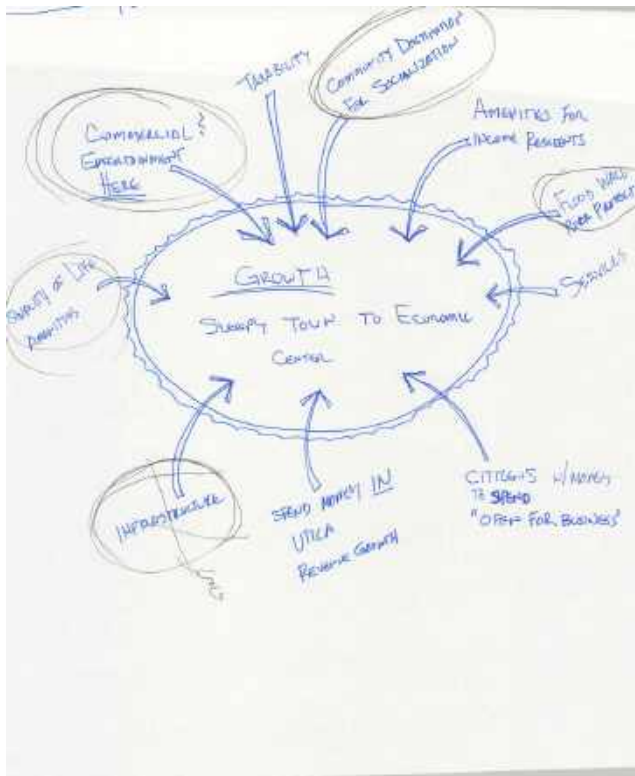 COMMUNITY DESTINATION
FOR SOCIALIZATION
AMENITIES FOR
INCOME RESIDENTS
COMMERCIAL &
ENTERTAINMENT
HERE
FLOOD WALL
SERVICES
QUALITY OF LIFE
AMENITIES
GROWTH
SLEEPY TOWN TO ECONOMIC
CENTER
INFRASTRUCTURE
SPEND MONEY IN
UTICA
REVENUE GROWTH
CITIZENS W/MONEY
TO SPEND
"OPEN FOR BUSINESS"